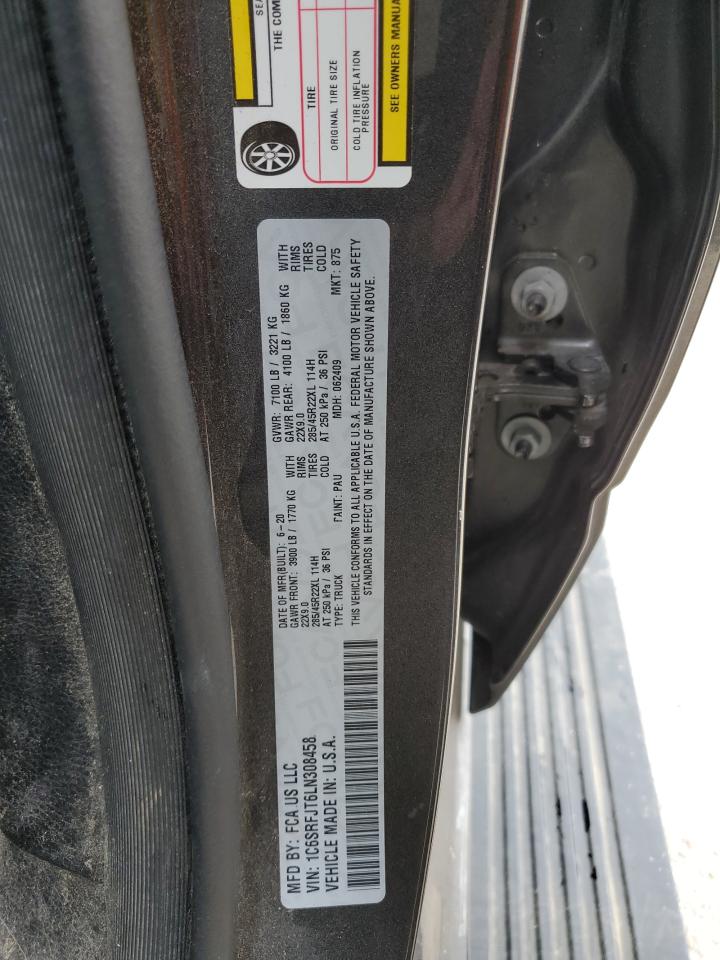 SEA
THE COM
TIRE
ORIGINAL TIRE SIZE
COLD TIRE INFLATION
PRESSURE
SEE OWNERS MANUA
MFD BY: FCA US LLC
VIN: 1C6SRFJT6LN308458
VEHICLE MADE IN: U.S.A.
DATE OF MFR(BUILT): 6-20
GAWR FRONT: 3900 LB / 1770 KG WITH
22X9.0 RIMS
285/45R22XL 114H TIRES
AT 250 kPa / 36 PSI COLD
TYPE: TRUCK PAINT: PAU
GVWR: 7100 LB / 3221 KG
GAWR REAR: 4100 LB / 1860 KG WITH
22X9.0 RIMS
285/45R22XL 114H TIRES
AT 250 kPa / 36 PSI COLD
MDH: 062409 MKT: 875
THIS VEHICLE CONFORMS TO ALL APPLICABLE U.S.A. FEDERAL MOTOR VEHICLE SAFETY
STANDARDS IN EFFECT ON THE DATE OF MANUFACTURE SHOWN ABOVE.